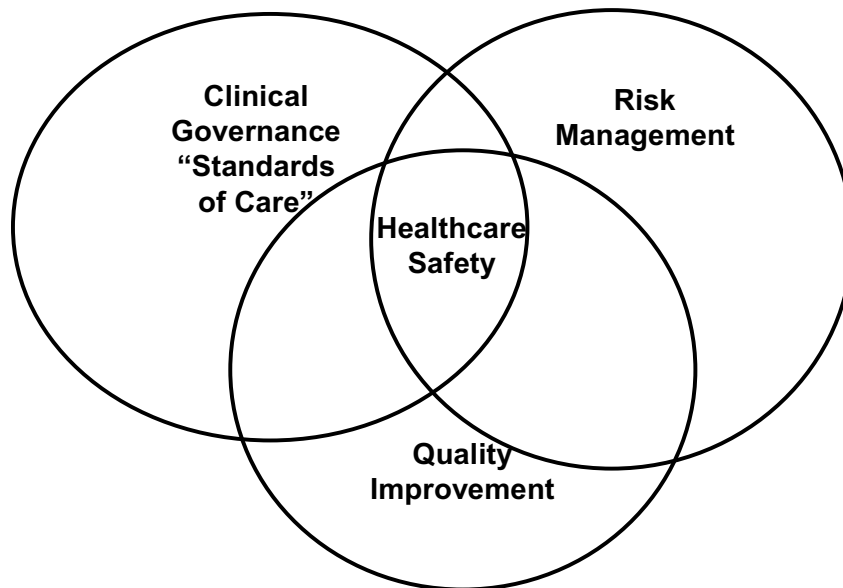 Clinical
Governance
“Standards
of Care”
Risk
Management
Healthcare
Safety
Quality
Improvement